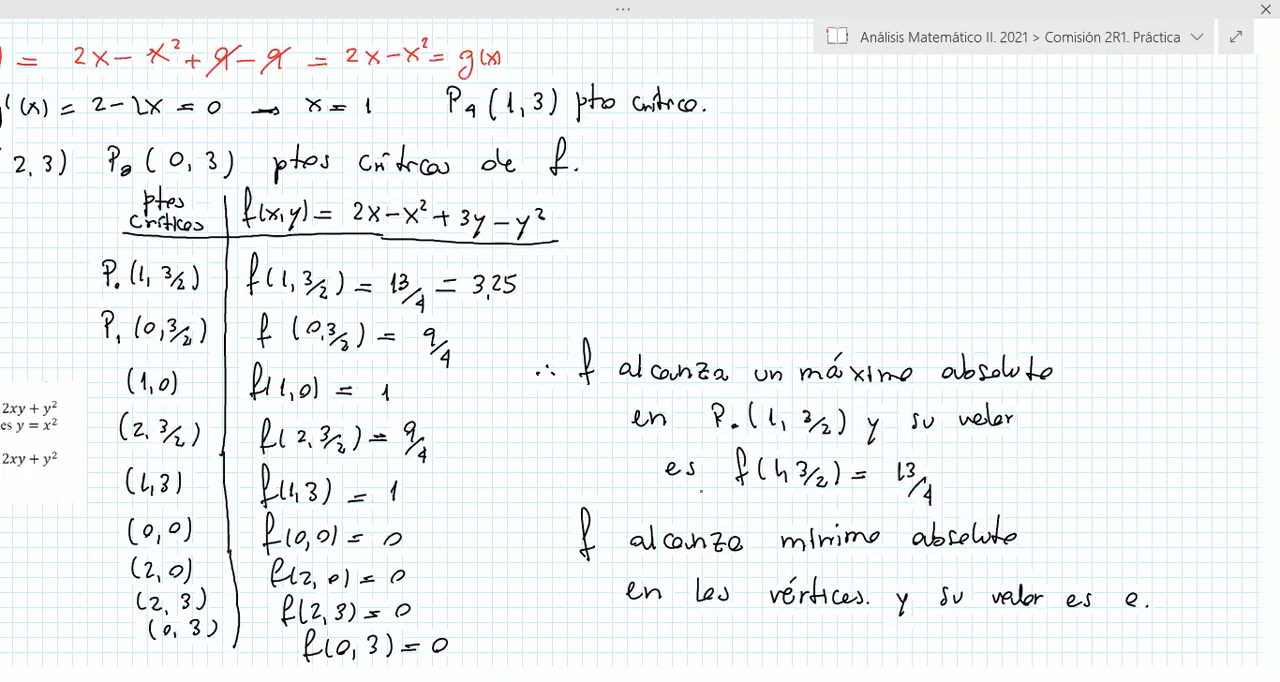 Análisis Matemático II. 2021 > Comisión 2R1. Práctica
= 2x - x² + 9 - 9 = 2x - x² = g(x)
'(x) = 2 - 2x = 0 → x = 1 P₄ (1, 3) pto crítico.
2, 3) P₈ (0, 3) ptos críticos de f.
ptos críticos | f(x,y) = 2x - x² + 3y - y²
P₀ (1, 3/2) | f(1, 3/2) = 13/4 = 3,25
P₁ (0, 3/2) | f (0, 3/2) = 9/4
(1,0) | f(1,0) = 1
(2, 3/2) | f(2, 3/2) = 9/4
(1,3) | f(1,3) = 1
(0,0) | f(0,0) = 0
(2,0) | f(2,0) = 0
(2, 3) | f(2,3) = 0
(0,3) | f(0,3) = 0
∴ f alcanza un máximo absoluto
en P₀ (1, 3/2) y su valor
es f(1, 3/2) = 13/4
f alcanza mínimo absoluto
en los vértices. y su valor es 0.
2xy + y²
es y = x²
2xy + y²